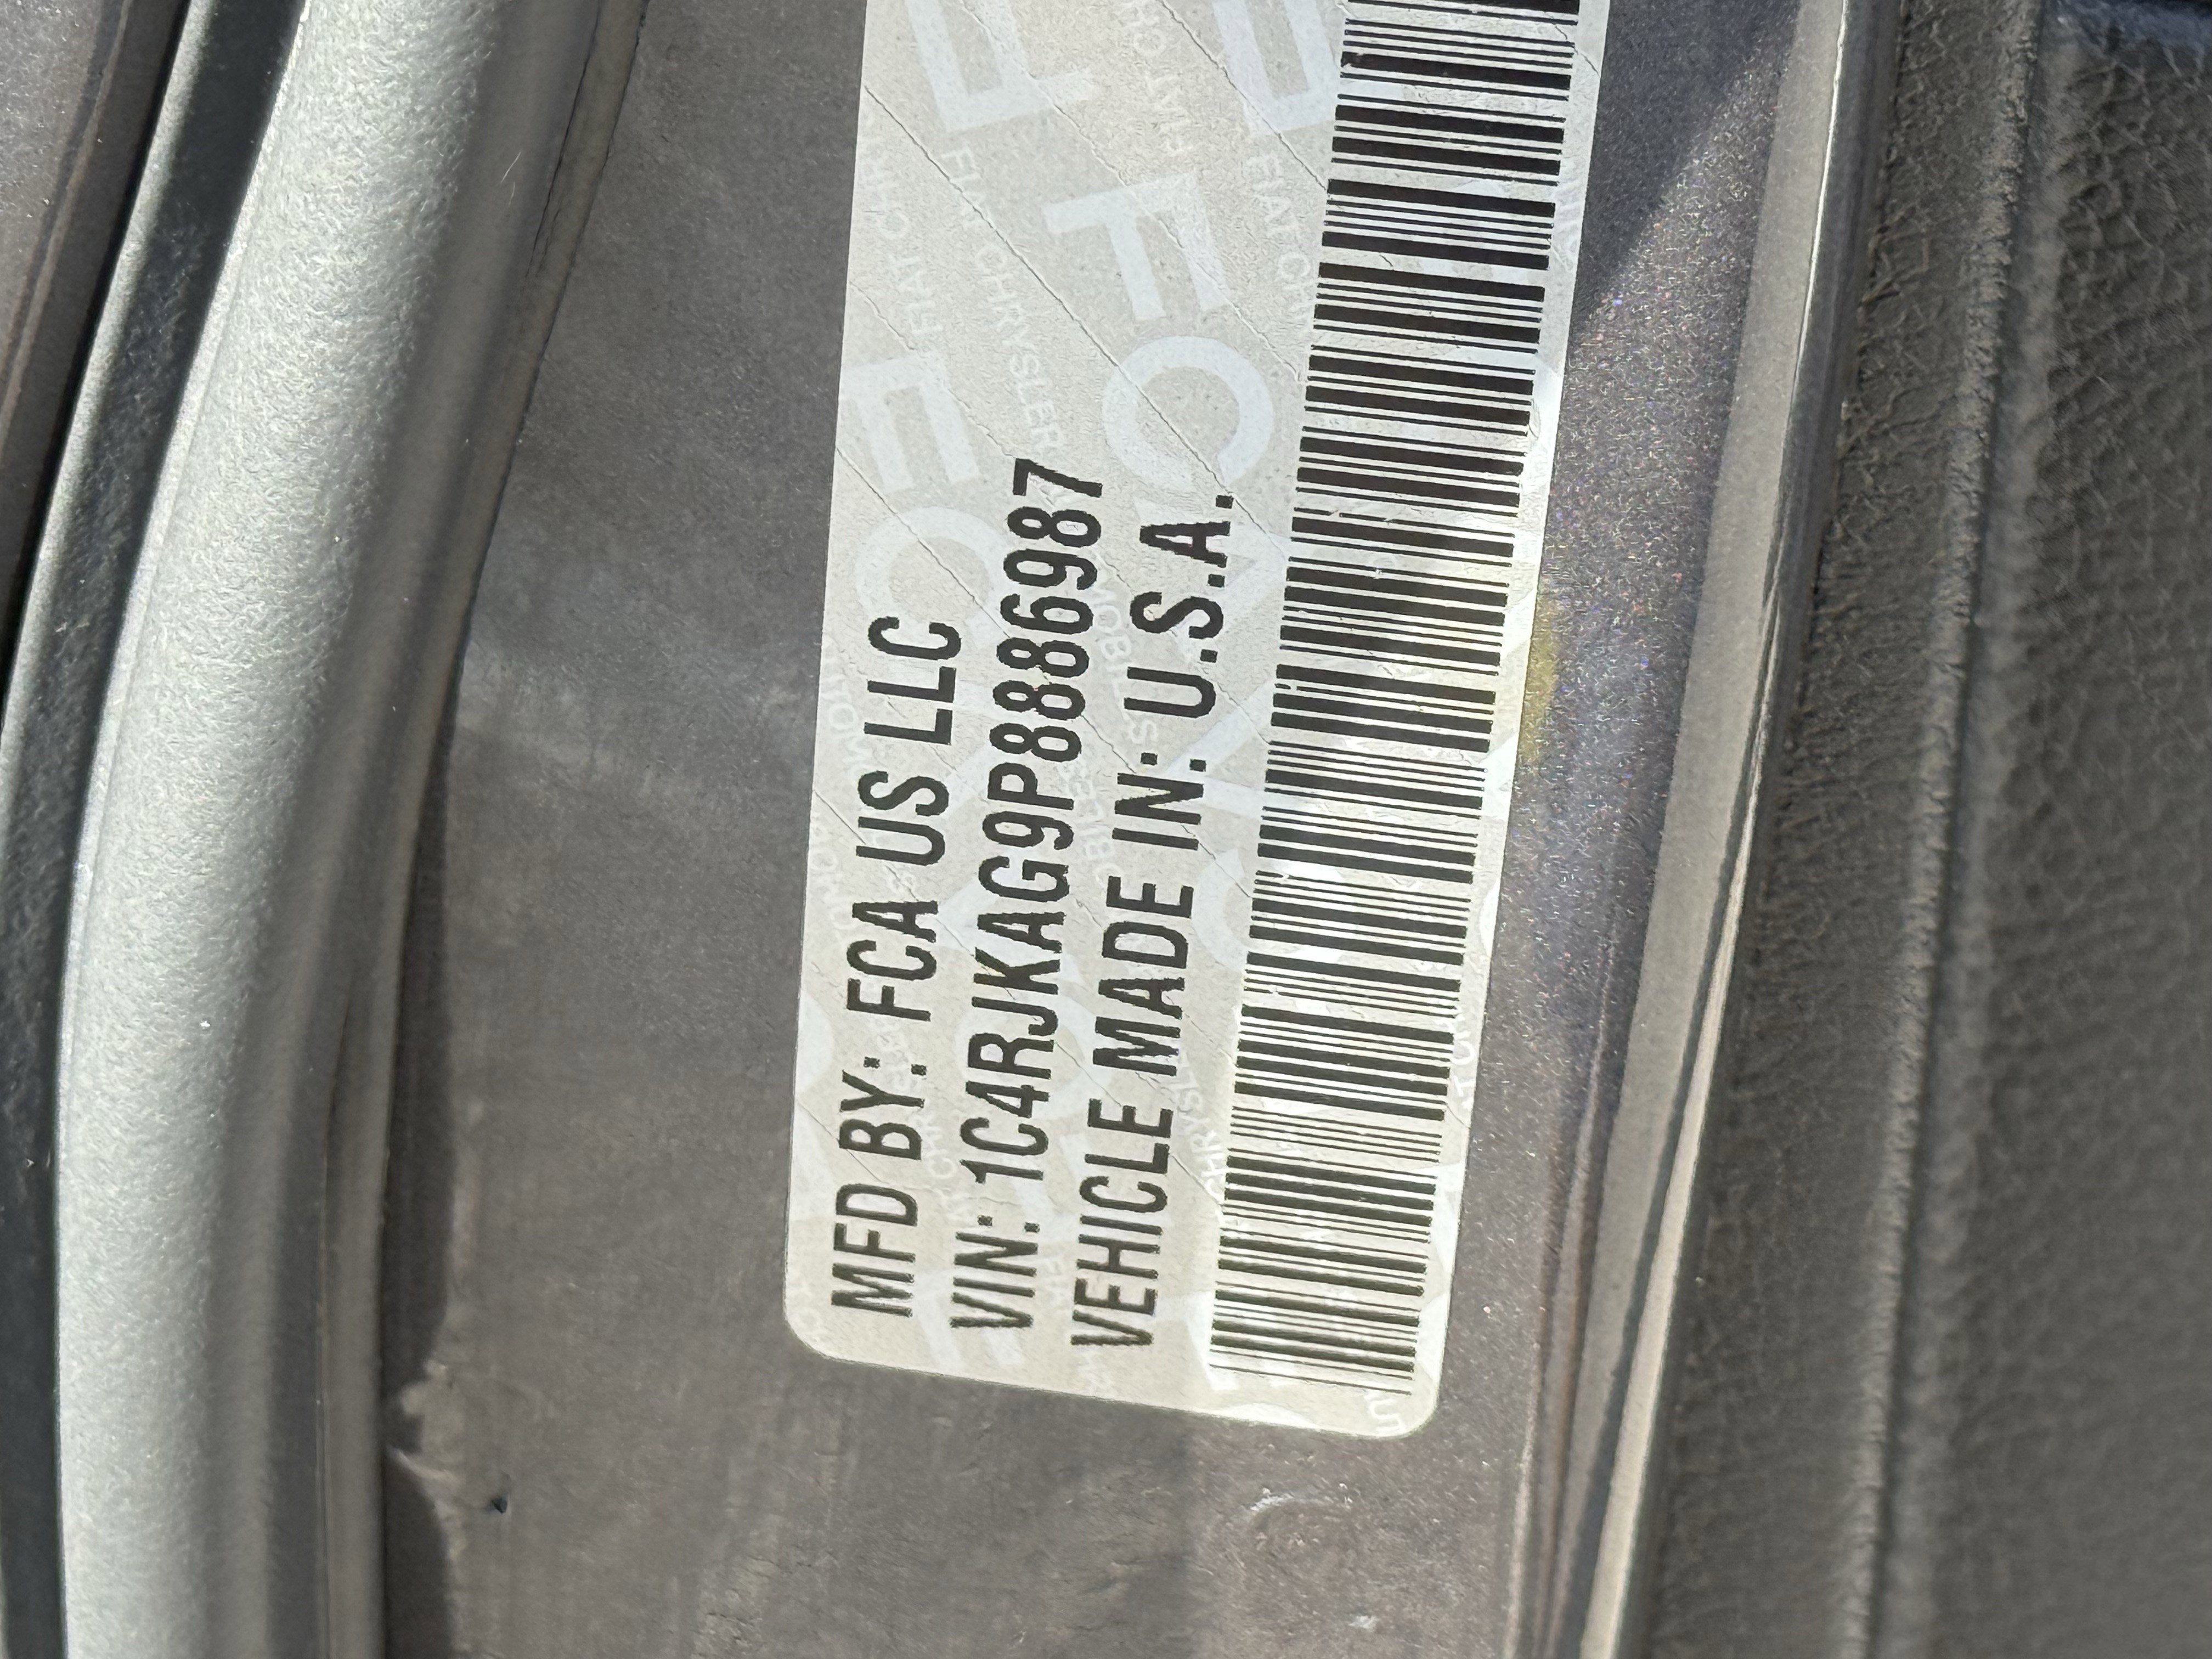 MFD BY: FCA US LLC
VIN: 1C4RJKAG9P8886987
VEHICLE MADE IN: U.S.A.